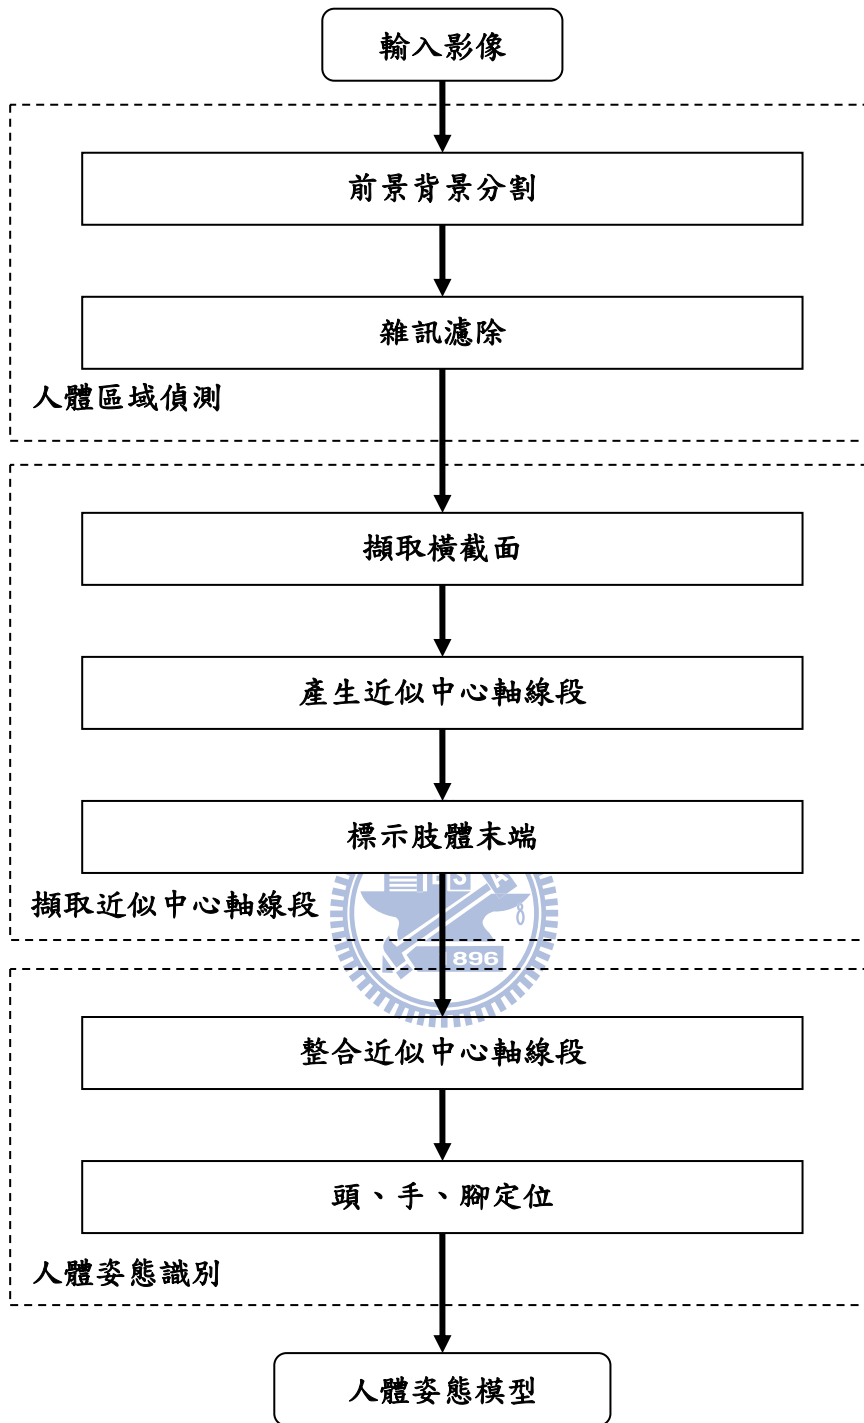 輸入影像
前景背景分割
雜訊濾除
人體區域偵測
擷取橫截面
產生近似中心軸線段
標示肢體末端
擷取近似中心軸線段
896
整合近似中心軸線段
頭、手、腳定位
人體姿態識別
人體姿態模型